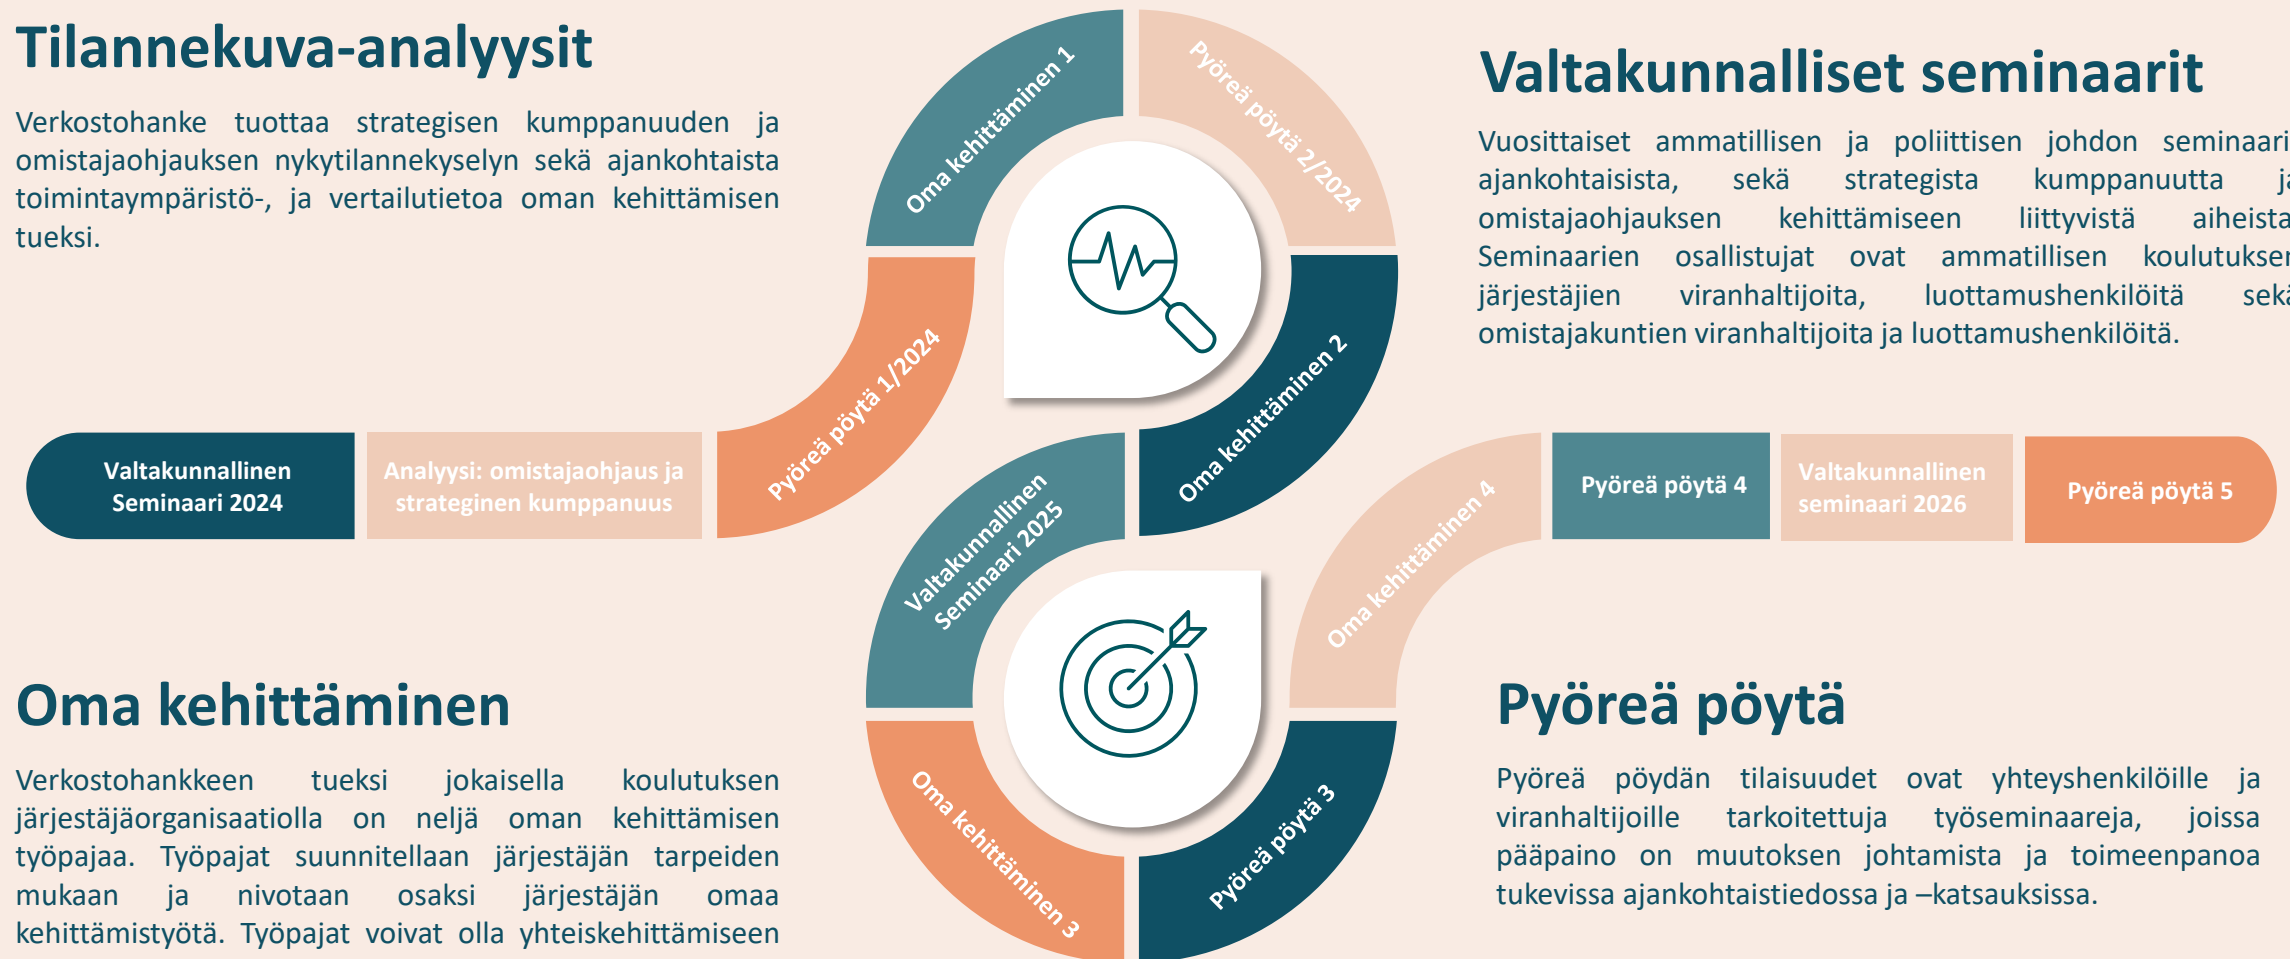 Tilannekuva-analyysit
Verkostohanke tuottaa strategisen kumppanuuden ja
omistajaohjauksen nykytilannekyselyn sekä ajankohtaista
toimintaympäristö-, ja vertailutietoa oman kehittämisen
tueksi.
Valtakunnalliset seminaarit
Vuosittaiset ammatillisen ja poliittisen johdon seminaari
ajankohtaisista, sekä strategista kumppanuutta ja
omistajaohjauksen kehittämiseen liittyvistä aiheista
Seminaarien osallistujat ovat ammatillisen koulutuksen
järjestäjien viranhaltijoita, luottamushenkilöitä sekä
omistajakuntien viranhaltijoita ja luottamushenkilöitä.
Valtakunnallinen
Seminaari 2024
Analyysi: omistajaohjaus ja
strateginen kumppanuus
Pyöreä pöytä 1/2024
Oma kehittäminen 1
Pyöreä pöytä 2/2024
Oma kehittäminen 2
Valtakunnallinen
Seminaari 2025
Oma kehittäminen 3
Pyöreä pöytä 3
Oma kehittäminen 4
Pyöreä pöytä 4
Valtakunnallinen
seminaari 2026
Pyöreä pöytä 5
Oma kehittäminen
Verkostohankkeen tueksi jokaisella koulutuksen
järjestäjäorganisaatiolla on neljä oman kehittämisen
työpajaa. Työpajat suunnitellaan järjestäjän tarpeiden
mukaan ja nivotaan osaksi järjestäjän omaa
kehittämistyötä. Työpajat voivat olla yhteiskehittämiseen
Pyöreä pöytä
Pyöreä pöydän tilaisuudet ovat yhteyshenkilöille ja
viranhaltijoille tarkoitettuja työseminaareja, joissa
pääpaino on muutoksen johtamista ja toimeenpanoa
tukevissa ajankohtaistiedossa ja –katsauksissa.